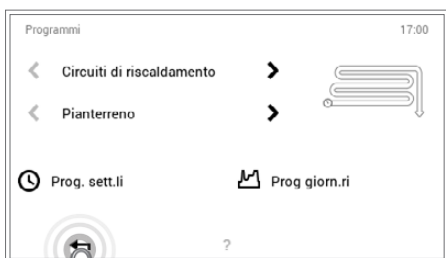 Programmi 17:00
Circuiti di riscaldamento
Pianterreno
Prog. sett.li Prog giorn.ri
?